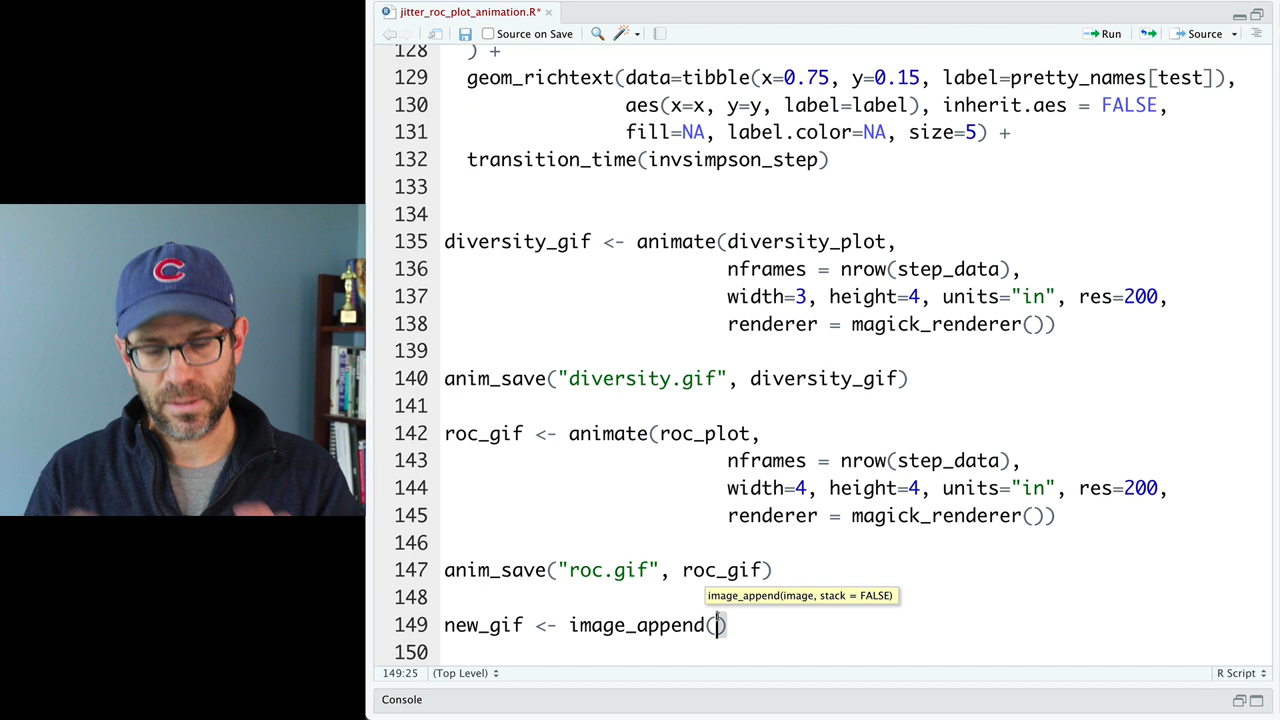 jitter_roc_plot_animation.R* ×
Source on Save
Run
Source
128 ) +
129 geom_richtext(data=tibble(x=0.75, y=0.15, label=pretty_names[test]),
130 aes(x=x, y=y, label=label), inherit.aes = FALSE,
131 fill=NA, label.color=NA, size=5) +
132 transition_time(invsimpson_step)
133
134
135 diversity_gif <- animate(diversity_plot,
136 nframes = nrow(step_data),
137 width=3, height=4, units="in", res=200,
138 renderer = magick_renderer())
139
140 anim_save("diversity.gif", diversity_gif)
141
142 roc_gif <- animate(roc_plot,
143 nframes = nrow(step_data),
144 width=4, height=4, units="in", res=200,
145 renderer = magick_renderer())
146
147 anim_save("roc.gif", roc_gif)
148 image_append(image, stack = FALSE)
149 new_gif <- image_append()
150
149:25 (Top Level) R Script
Console
C